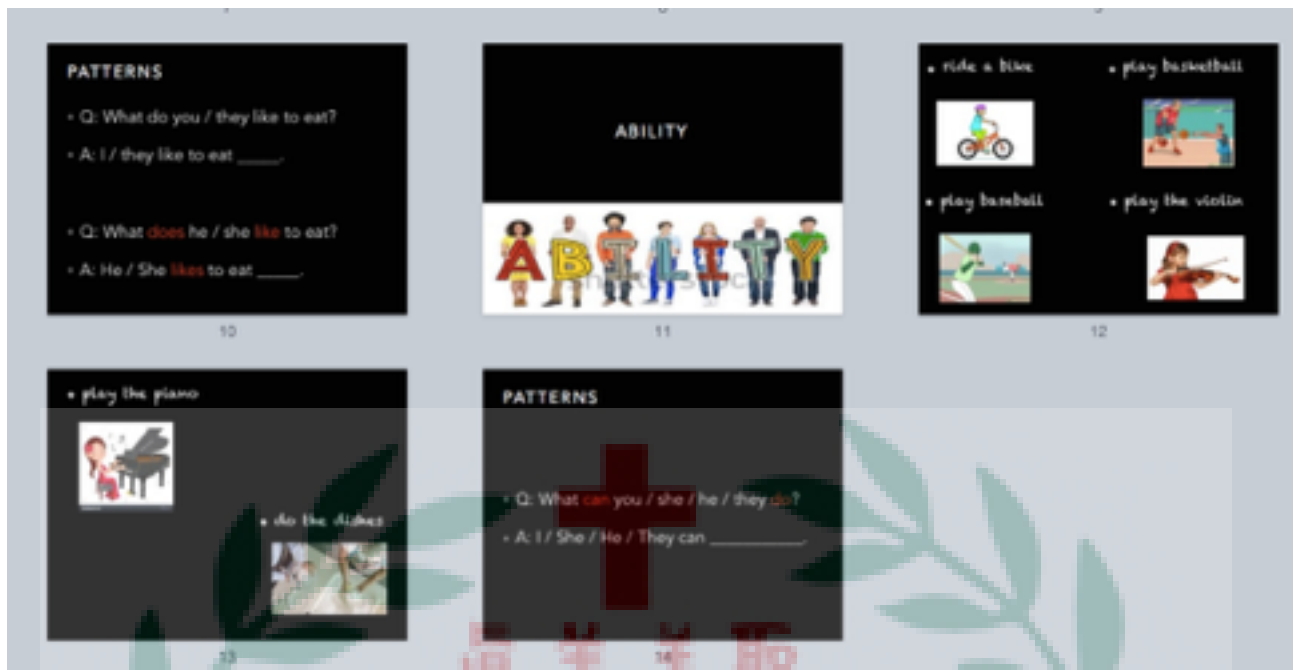 PATTERNS
• Q: What do you / they like to eat?
• A: I / they like to eat _____.
• Q: What does he / she like to eat?
• A: He / She likes to eat _____.
10
ABILITY
ABILITY
11
• ride a bike
• play basketball
• play baseball
• play the violin
12
• play the piano
• do the dishes
13
PATTERNS
• Q: What can you / she / he / they do?
• A: I / She / He / They can ___________.
14